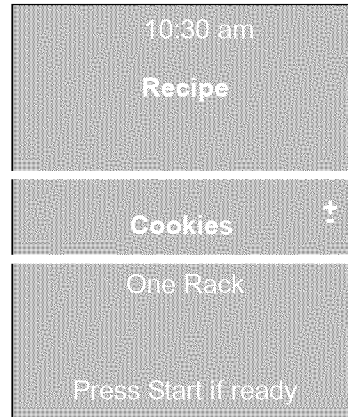 10:30 am
Recipe
±
Cookies
One Rack
Press Start if ready